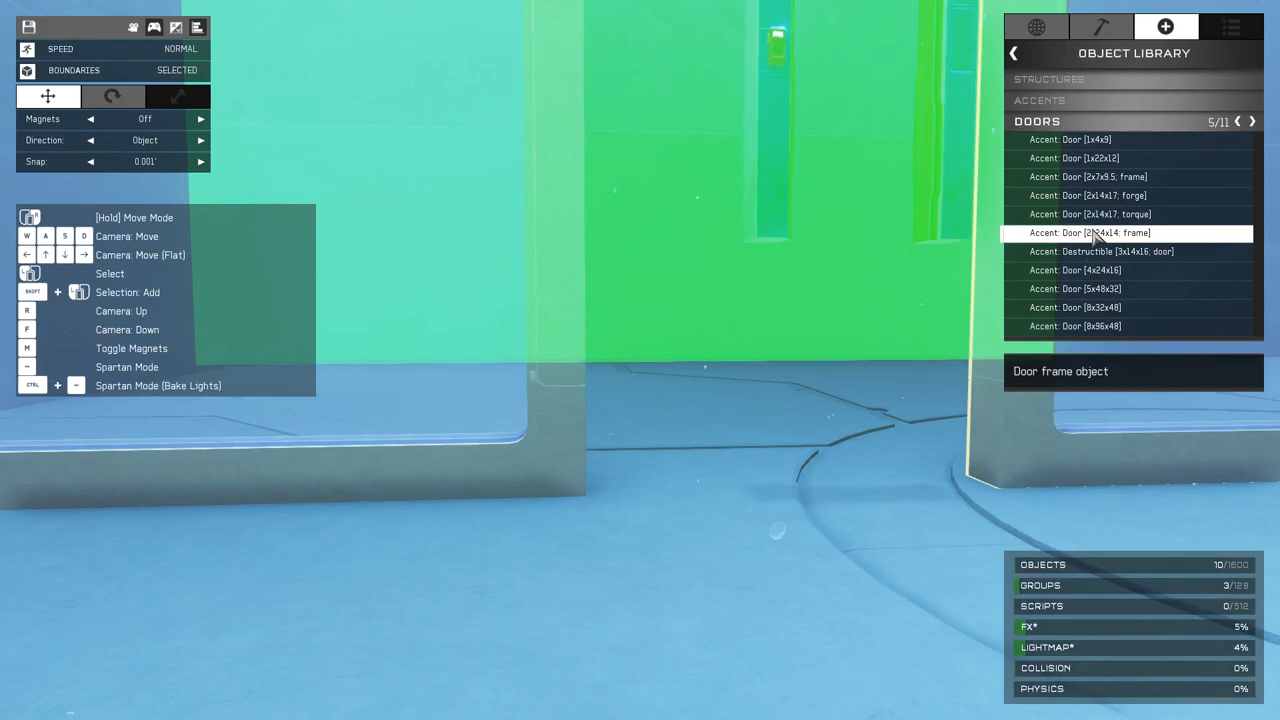 SPEED NORMAL
BOUNDARIES SELECTED
Magnets Off
Direction: Object
Snap: 0.001'
[Hold] Move Mode
W A S D Camera: Move
Camera: Move (Flat)
Select
SHIFT + Selection: Add
R Camera: Up
F Camera: Down
M Toggle Magnets
~ Spartan Mode
CTRL + ~ Spartan Mode (Bake Lights)
OBJECT LIBRARY
STRUCTURES
ACCENTS
DOORS 5/11
Accent: Door [1x4x9]
Accent: Door [1x22x12]
Accent: Door [2x7x9.5; frame]
Accent: Door [2x14x17; forge]
Accent: Door [2x14x17; torque]
Accent: Door [2x24x14; frame]
Accent: Destructible [3x14x16; door]
Accent: Door [4x24x16]
Accent: Door [5x48x32]
Accent: Door [8x32x48]
Accent: Door [8x96x48]
Door frame object
OBJECTS 10/1600
GROUPS 3/128
SCRIPTS 0/512
FX* 5%
LIGHTMAP* 4%
COLLISION 0%
PHYSICS 0%